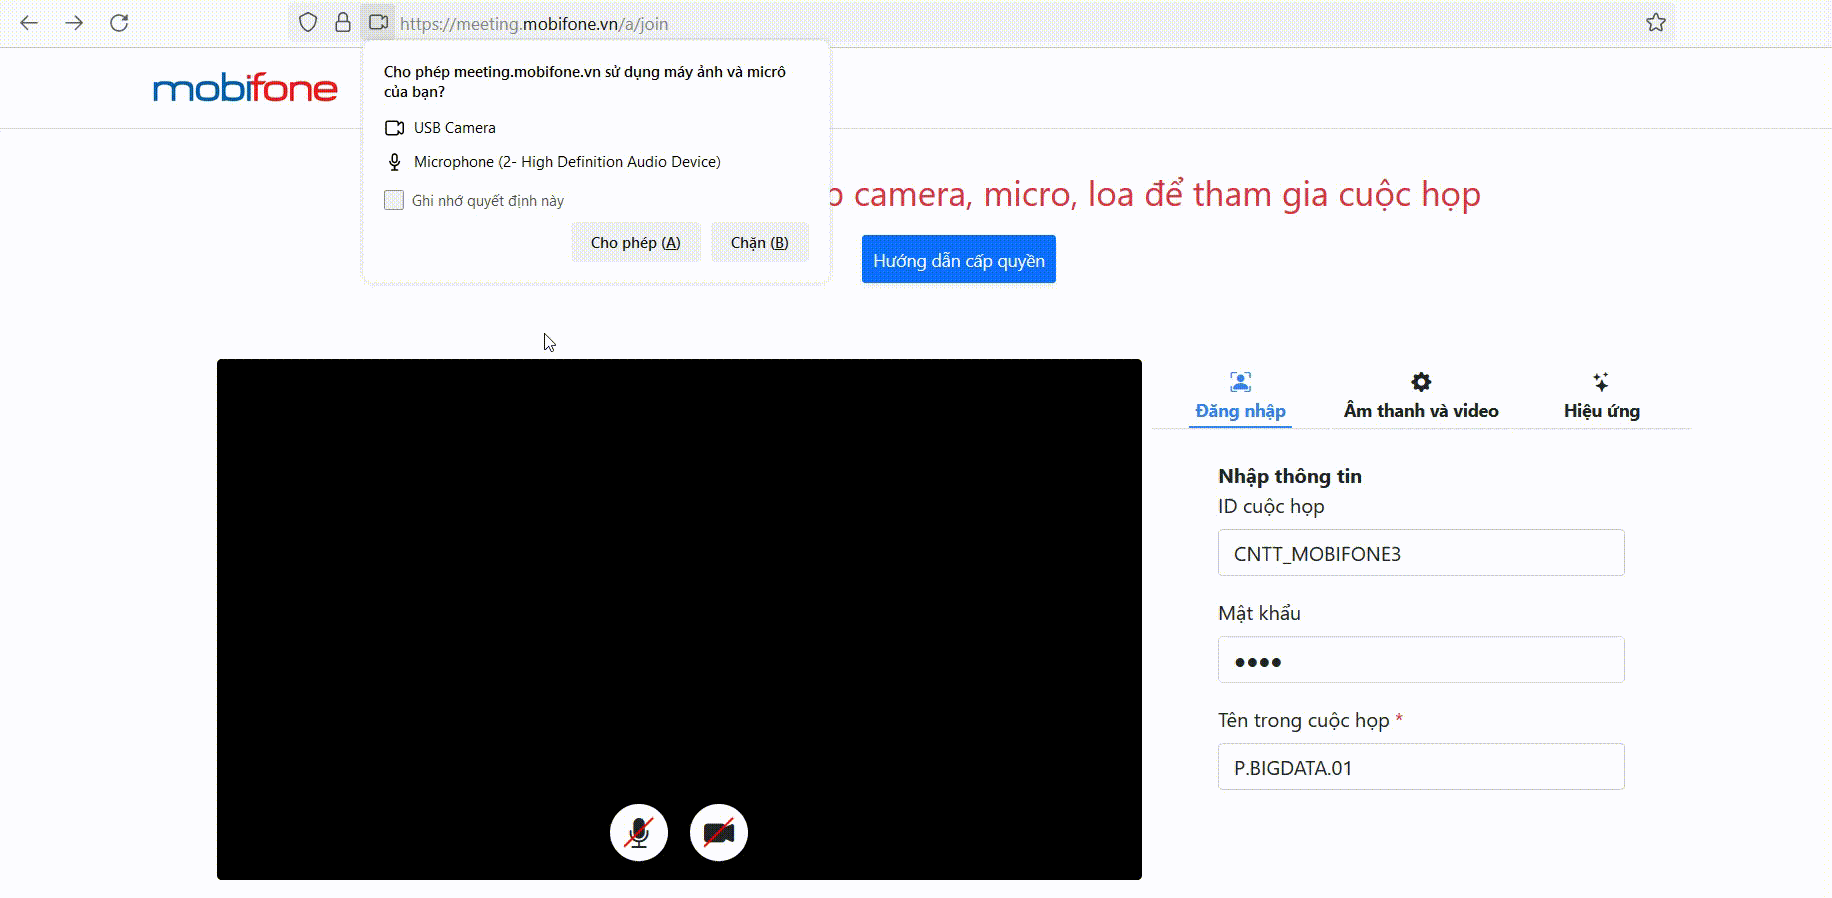 https://meeting.mobifone.vn/a/join
mobifone
Cho phép meeting.mobifone.vn sử dụng máy ảnh và micrô
của bạn?
USB Camera
Microphone (2- High Definition Audio Device)
Ghi nhớ quyết định này
Cho phép (A)
Chặn (B)
camera, micro, loa để tham gia cuộc họp
Hướng dẫn cấp quyền
Đăng nhập
Âm thanh và video
Hiệu ứng
Nhập thông tin
ID cuộc họp
CNTT_MOBIFONE3
Mật khẩu
●●●●
Tên trong cuộc họp *
P.BIGDATA.01